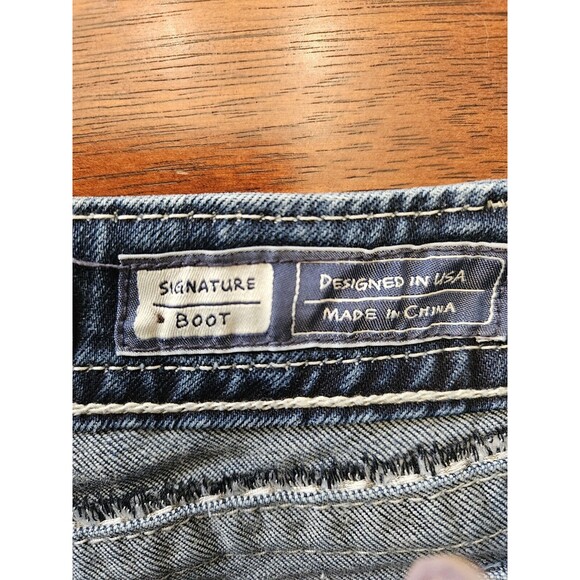 SIGNATURE
BOOT
DESIGNED IN USA
MADE IN CHINA